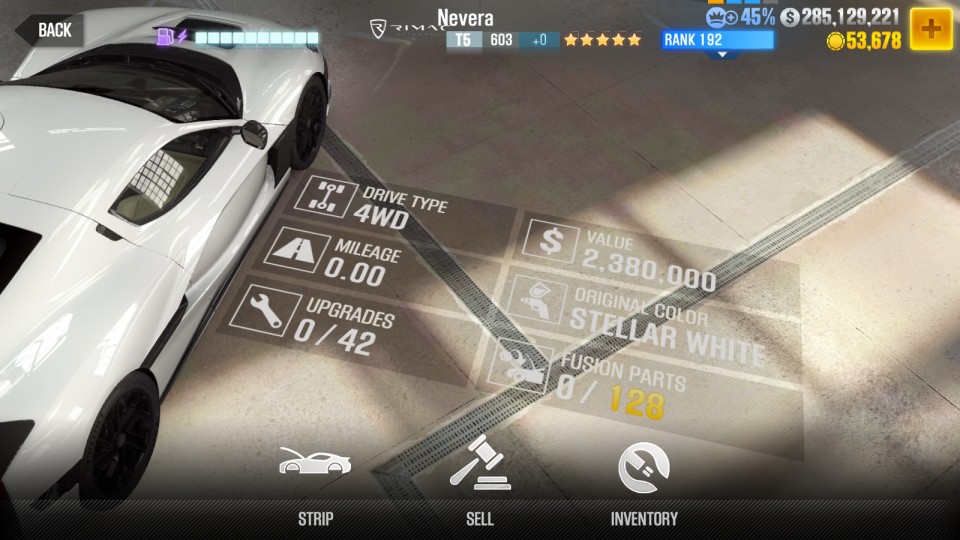 BACK
Nevera
RIMAC
T5 603 +0
RANK 192
45%
$ 285,129,221
53,678
DRIVE TYPE
4WD
MILEAGE
0.00
UPGRADES
0/42
VALUE
2,380,000
ORIGINAL COLOR
STELLAR WHITE
FUSION PARTS
0/128
STRIP
SELL
INVENTORY